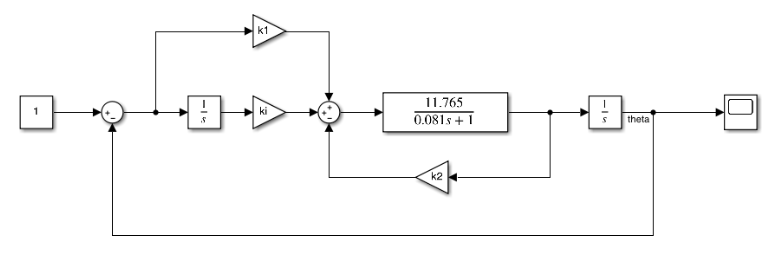 k1
1
+
−
1
s
ki
+
+
−
11.765
0.081s + 1
1
s
theta
k2